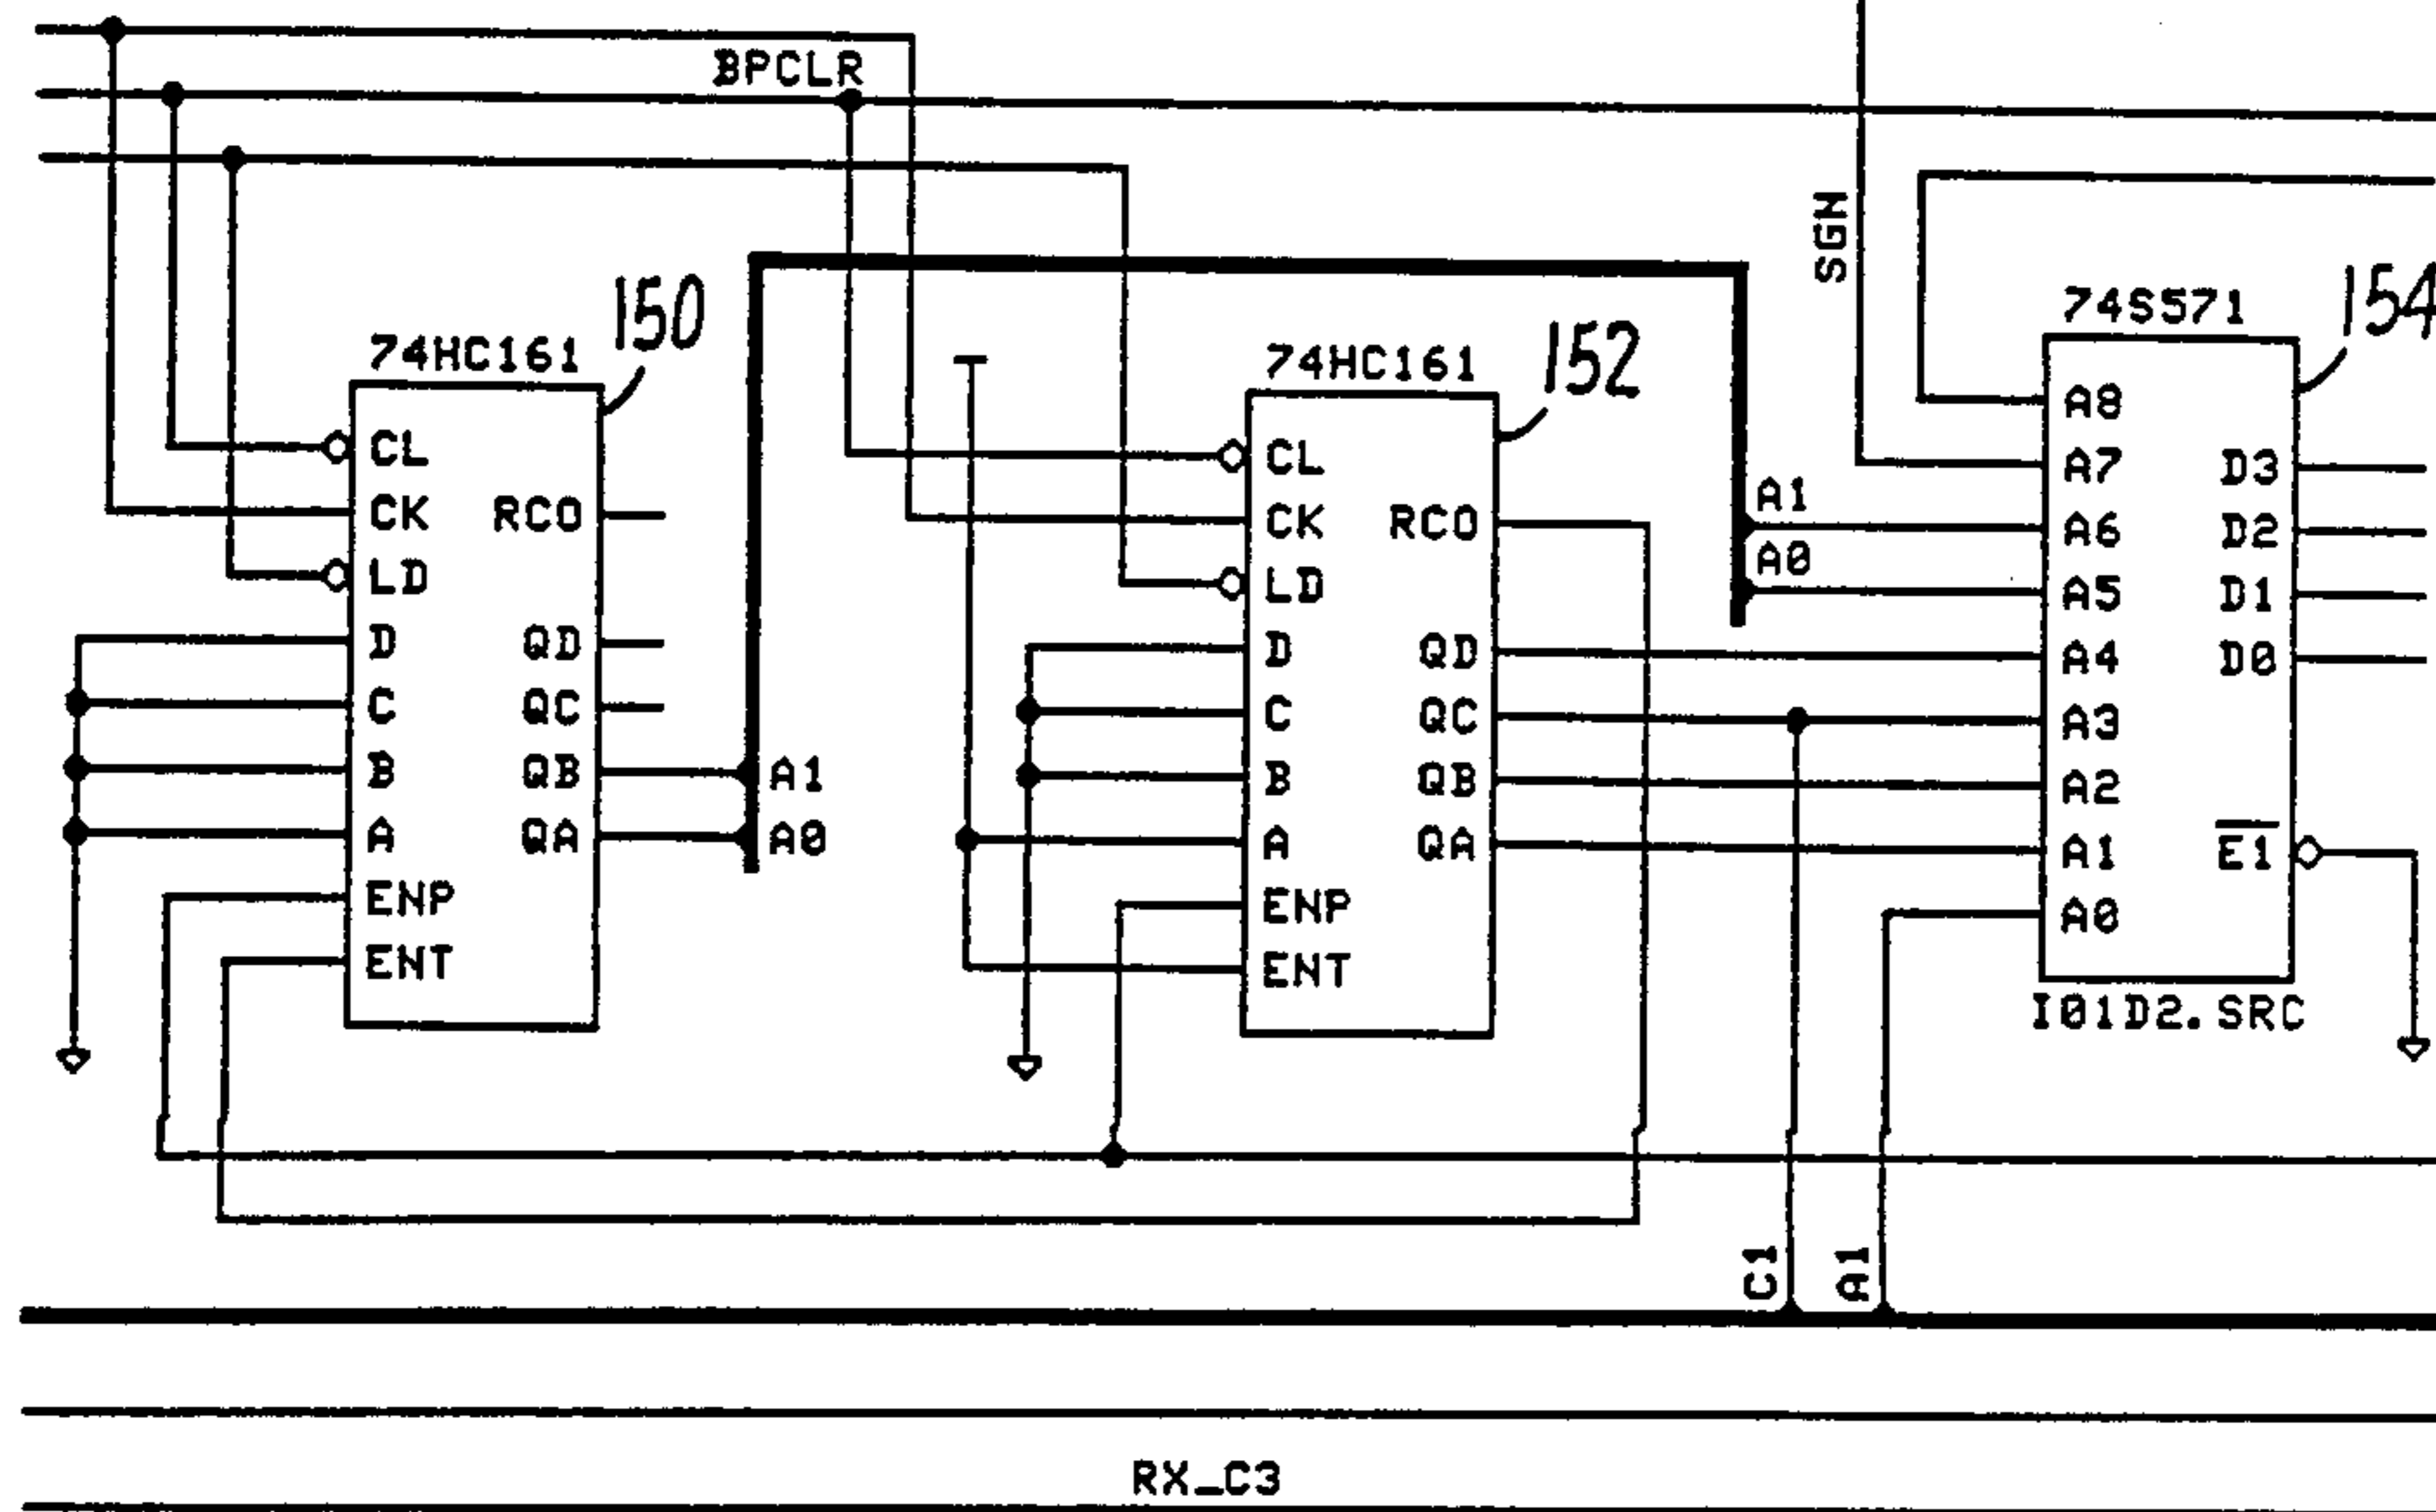 BPCLR
SGN
74HC161 150
CL
CK RCO
LD
D QD
C QC
B QB A1
A QA A0
ENP
ENT
74HC161 152
CL
CK RCO
LD
D QD
C QC
B QB
A QA
ENP
ENT
A1
A0
74S571 154
A8
A7 D3
A6 D2
A5 D1
A4 D0
A3
A2
A1 E1
A0
I01D2.SRC
C1
A1
RX_C3